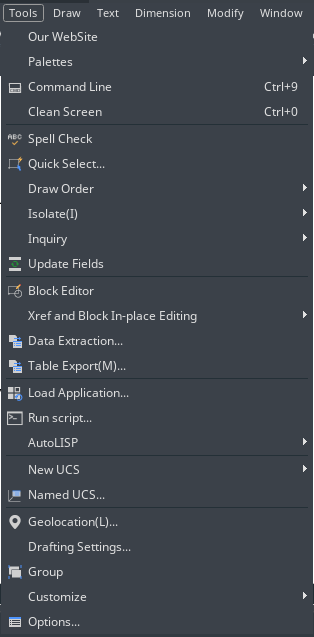 Tools Draw Text Dimension Modify Window
Our WebSite
Palettes
Command Line Ctrl+9
Clean Screen Ctrl+0
ABC Spell Check
Quick Select...
Draw Order
Isolate(I)
Inquiry
Update Fields
Block Editor
Xref and Block In-place Editing
Data Extraction...
Table Export(M)...
Load Application...
Run script...
AutoLISP
New UCS
Named UCS...
Geolocation(L)...
Drafting Settings...
Group
Customize
Options...